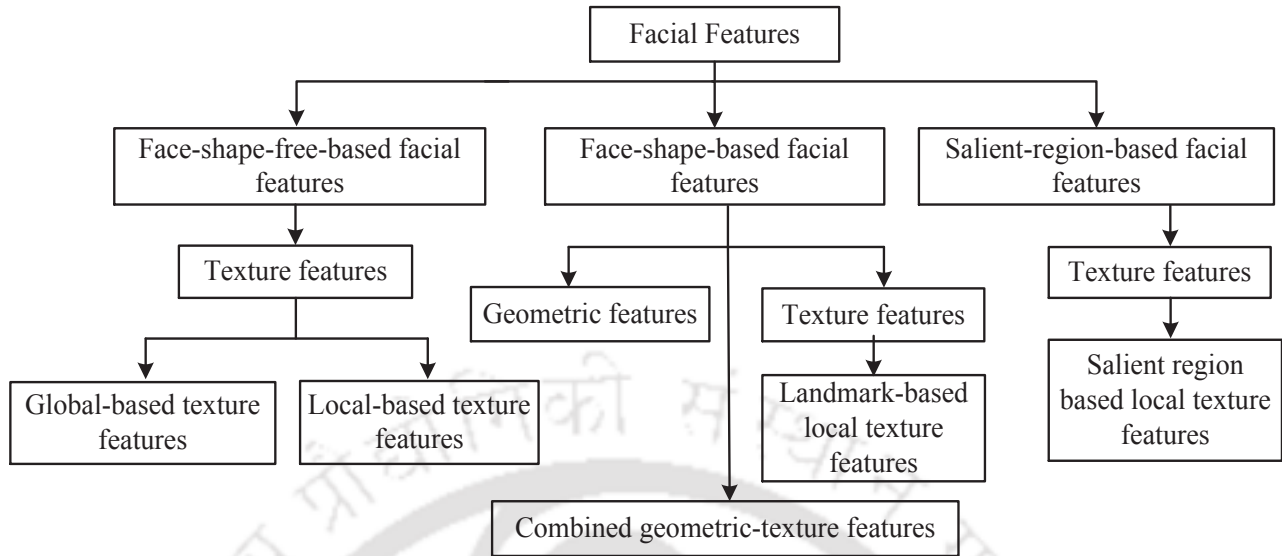 Facial Features
Face-shape-free-based facial
features
Face-shape-based facial
features
Salient-region-based facial
features
Texture features
Geometric features
Texture features
Texture features
Global-based texture
features
Local-based texture
features
Landmark-based
local texture
features
Salient region
based local texture
features
Combined geometric-texture features